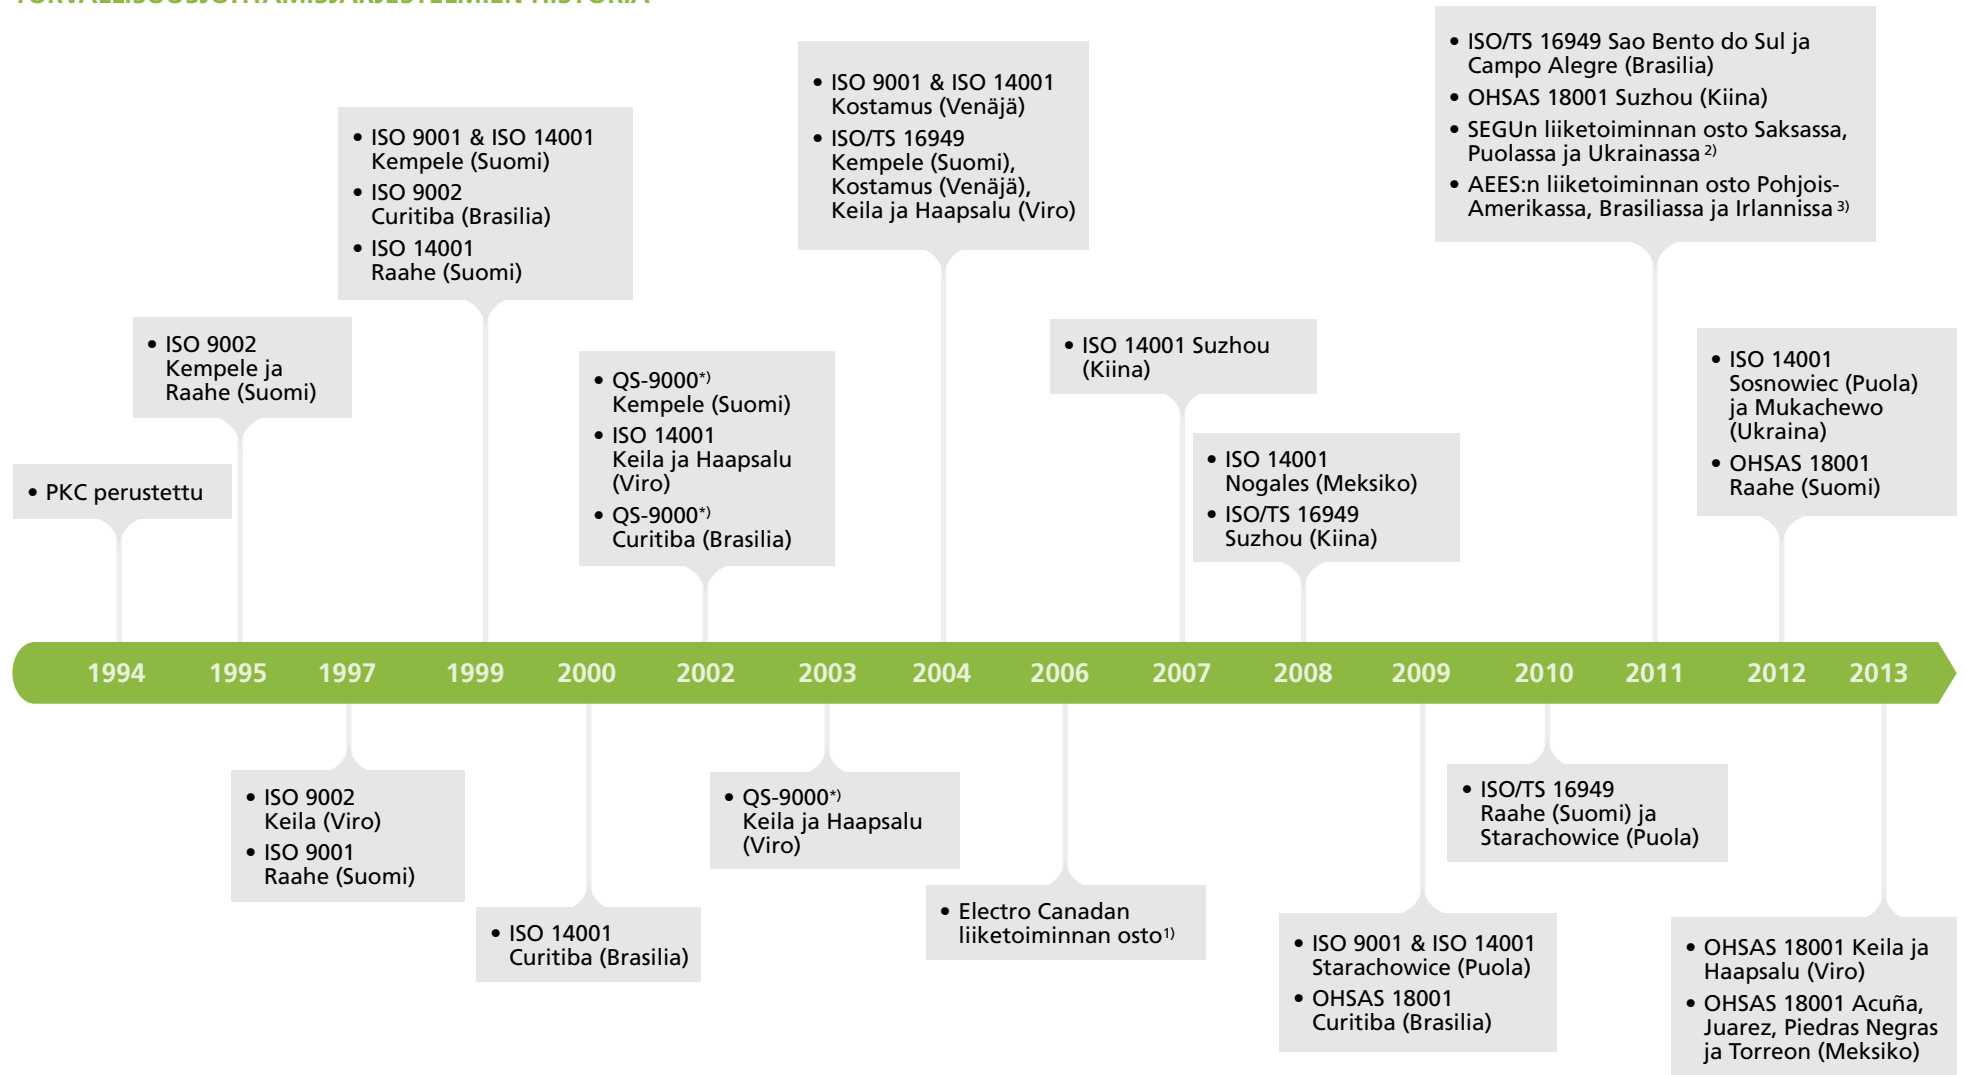 • PKC perustettu
• ISO 9002
Kempele ja
Raahe (Suomi)
• ISO 9001 & ISO 14001
Kempele (Suomi)
• ISO 9002
Curitiba (Brasilia)
• ISO 14001
Raahe (Suomi)
• QS-9000*)
Kempele (Suomi)
• ISO 14001
Keila ja Haapsalu
(Viro)
• QS-9000*)
Curitiba (Brasilia)
• ISO 9001 & ISO 14001
Kostamus (Venäjä)
• ISO/TS 16949
Kempele (Suomi),
Kostamus (Venäjä),
Keila ja Haapsalu (Viro)
• ISO 14001 Suzhou
(Kiina)
• ISO 14001
Nogales (Meksiko)
• ISO/TS 16949
Suzhou (Kiina)
• ISO/TS 16949 Sao Bento do Sul ja
Campo Alegre (Brasilia)
• OHSAS 18001 Suzhou (Kiina)
• SEGUn liiketoiminnan osto Saksassa,
Puolassa ja Ukrainassa 2)
• AEES:n liiketoiminnan osto Pohjois-
Amerikassa, Brasiliassa ja Irlannissa 3)
• ISO 14001
Sosnowiec (Puola)
ja Mukachewo
(Ukraina)
• OHSAS 18001
Raahe (Suomi)
1994 1995 1997 1999 2000 2002 2003 2004 2006 2007 2008 2009 2010 2011 2012 2013
• ISO 9002
Keila (Viro)
• ISO 9001
Raahe (Suomi)
• ISO 14001
Curitiba (Brasilia)
• QS-9000*)
Keila ja Haapsalu
(Viro)
• Electro Canadan
liiketoiminnan osto1)
• ISO 9001 & ISO 14001
Starachowice (Puola)
• OHSAS 18001
Curitiba (Brasilia)
• ISO/TS 16949
Raahe (Suomi) ja
Starachowice (Puola)
• OHSAS 18001 Keila ja
Haapsalu (Viro)
• OHSAS 18001 Acuña,
Juarez, Piedras Negras
ja Torreon (Meksiko)